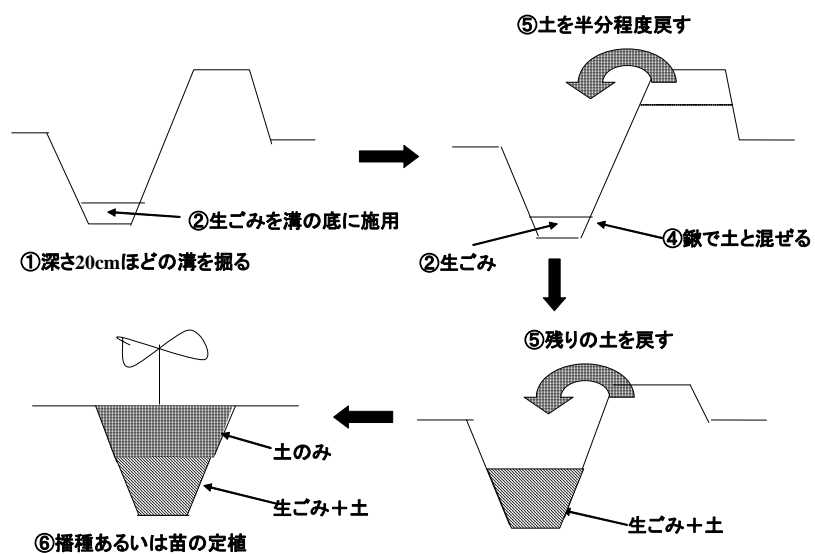 ②生ごみを溝の底に施用
①深さ20cmほどの溝を掘る
⑤土を半分程度戻す
④鍬で土と混ぜる
②生ごみ
⑤残りの土を戻す
生ごみ＋土
土のみ
生ごみ＋土
⑥播種あるいは苗の定植